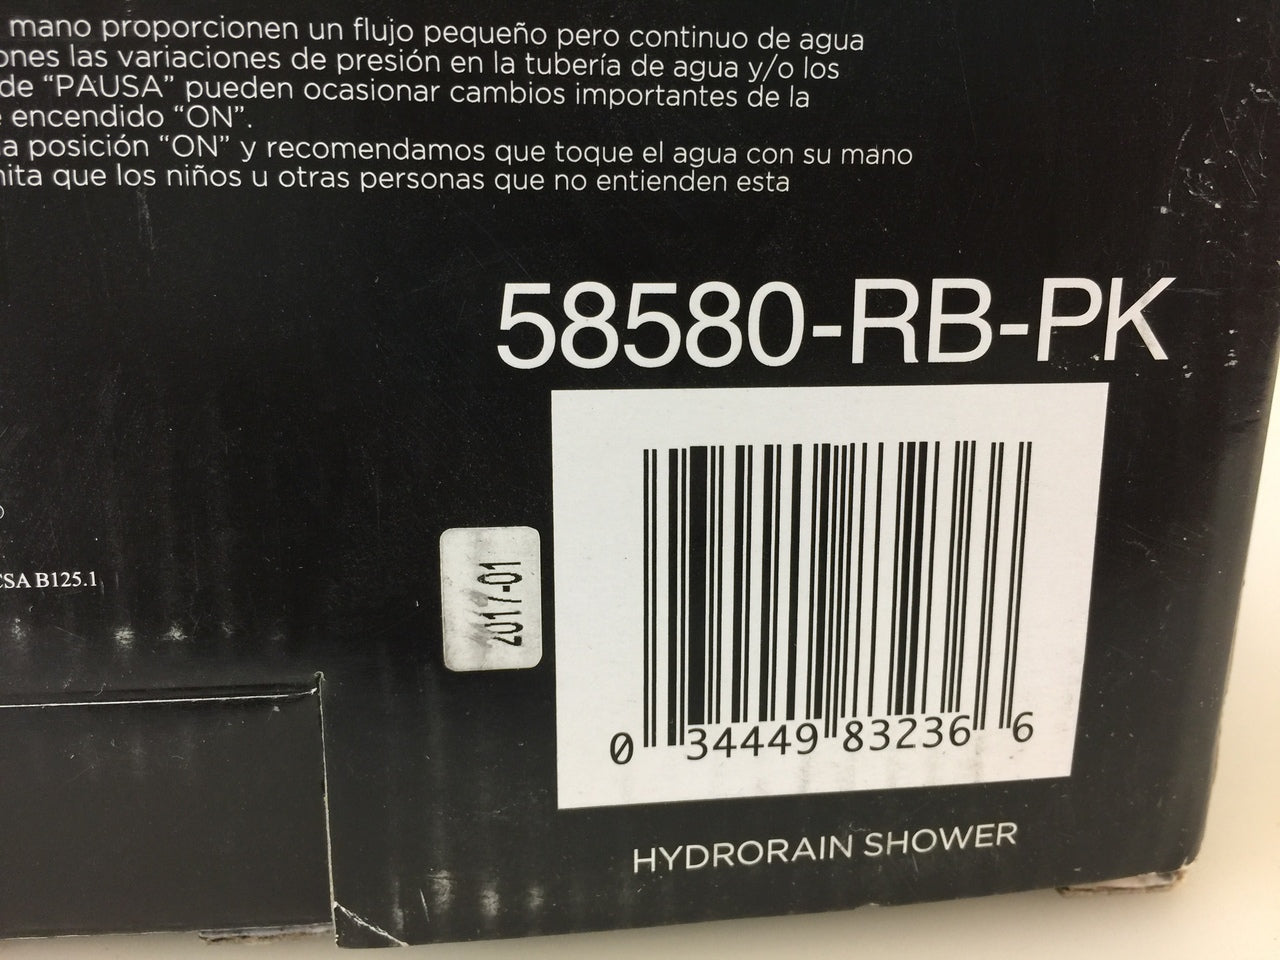 mano proporcionen un flujo pequeño pero continuo de agua
ones las variaciones de presión en la tubería de agua y/o los
de “PAUSA” pueden ocasionar cambios importantes de la
encendido “ON”.
a posición “ON” y recomendamos que toque el agua con su mano
ita que los niños u otras personas que no entienden esta
58580-RB-PK
2017-01
CSA B125.1
0 34449 83236 6
HYDRORAIN SHOWER